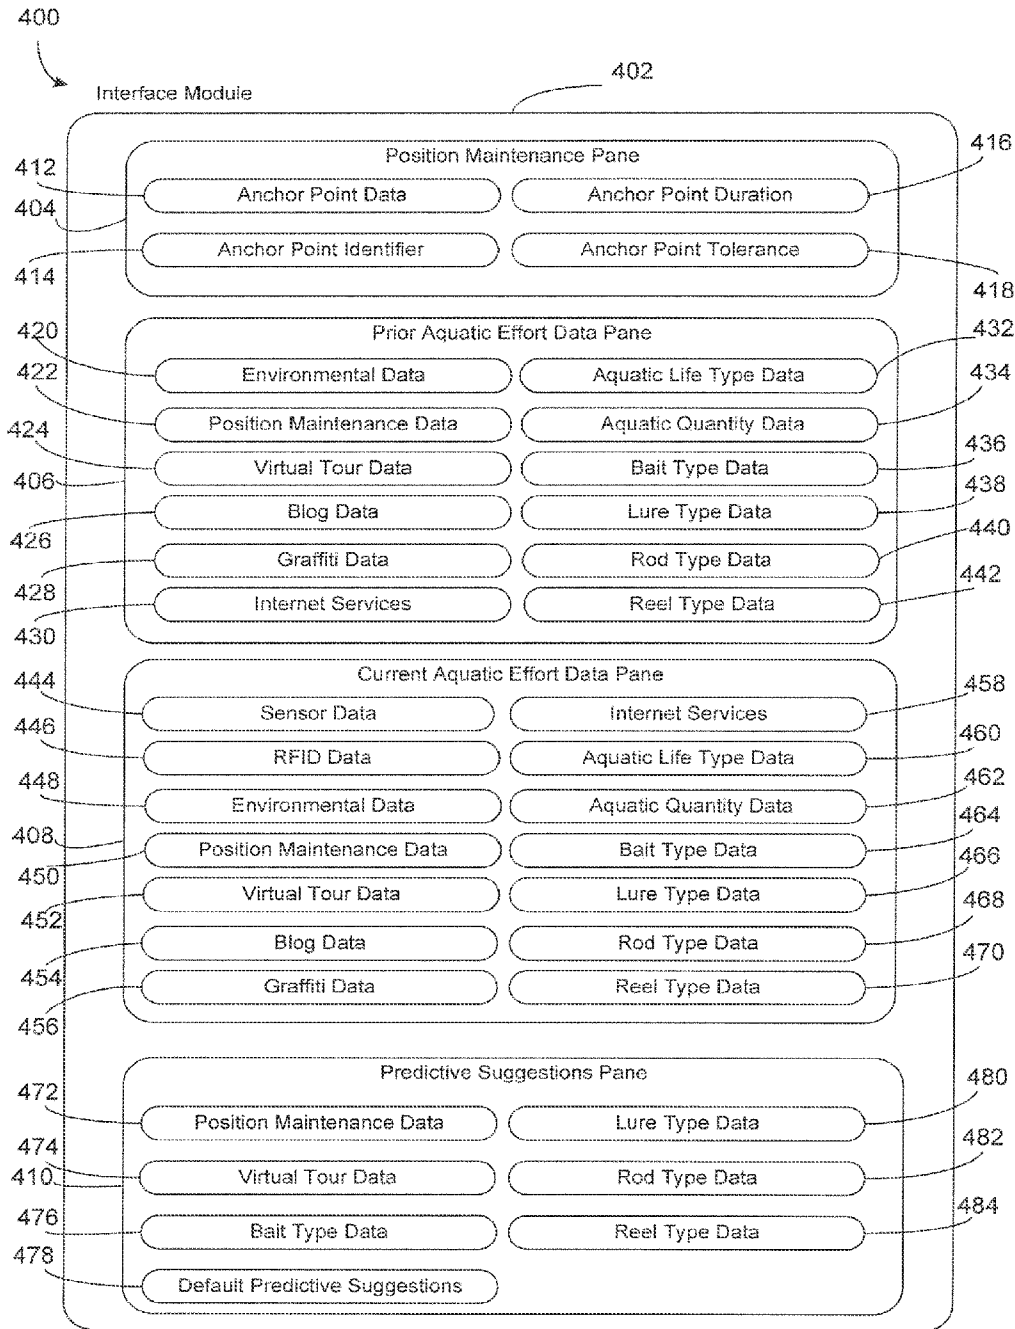 400
402
Interface Module
Position Maintenance Pane
412
416
Anchor Point Data
Anchor Point Duration
404
Anchor Point Identifier
Anchor Point Tolerance
414
418
420
Prior Aquatic Effort Data Pane
432
Environmental Data
Aquatic Life Type Data
422
434
Position Maintenance Data
Aquatic Quantity Data
424
436
Virtual Tour Data
Bait Type Data
406
438
Blog Data
Lure Type Data
426
440
Graffiti Data
Rod Type Data
428
442
Internet Services
Reel Type Data
430
Current Aquatic Effort Data Pane
444
458
Sensor Data
Internet Services
446
460
RFID Data
Aquatic Life Type Data
448
462
Environmental Data
Aquatic Quantity Data
408
464
Position Maintenance Data
Bait Type Data
450
466
Virtual Tour Data
Lure Type Data
452
468
Blog Data
Rod Type Data
454
470
Graffiti Data
Reel Type Data
456
Predictive Suggestions Pane
472
480
Position Maintenance Data
Lure Type Data
474
482
Virtual Tour Data
Rod Type Data
410
476
484
Bait Type Data
Reel Type Data
478
Default Predictive Suggestions